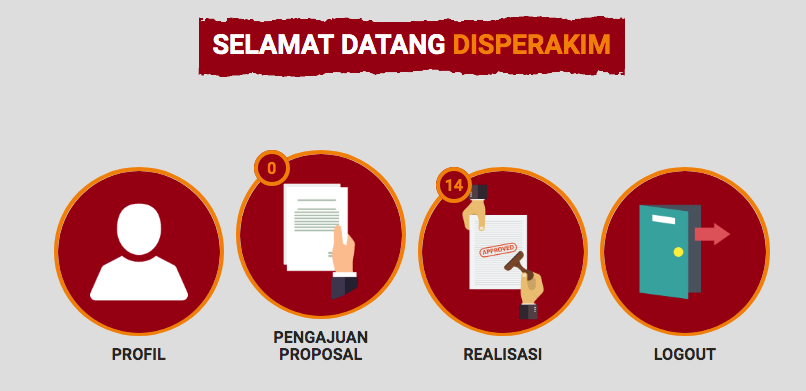 SELAMAT DATANG DISPERAKIM
0
14
APPROVED
PROFIL
PENGAJUAN
PROPOSAL
REALISASI
LOGOUT